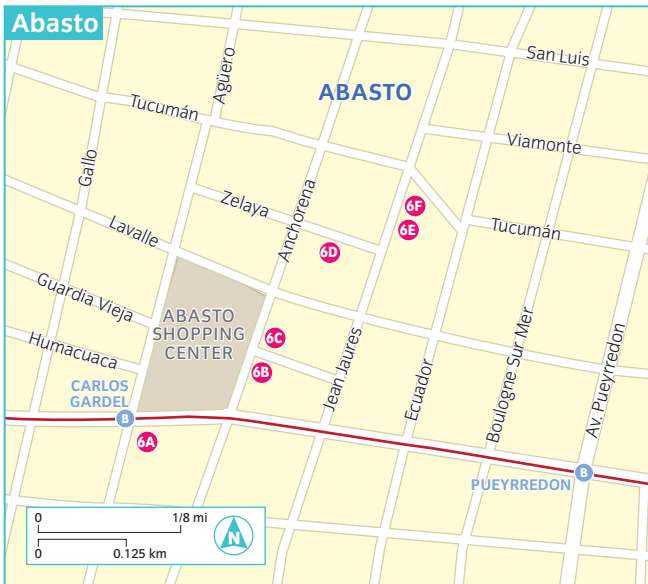 Abasto
San Luis
Agüero
ABASTO
Tucumán
Viamonte
Gallo
Zelaya
Anchorena
6F
6E
Tucumán
Lavalle
6D
Guardia Vieja
ABASTO
SHOPPING
CENTER
6C
Humacuaca
Jean Jaures
Boulogne Sur Mer
Av. Pueyrredon
6B
Ecuador
CARLOS
GARDEL
B
6A
PUEYRREDON
B
0
1/8 mi
0
0.125 km
N